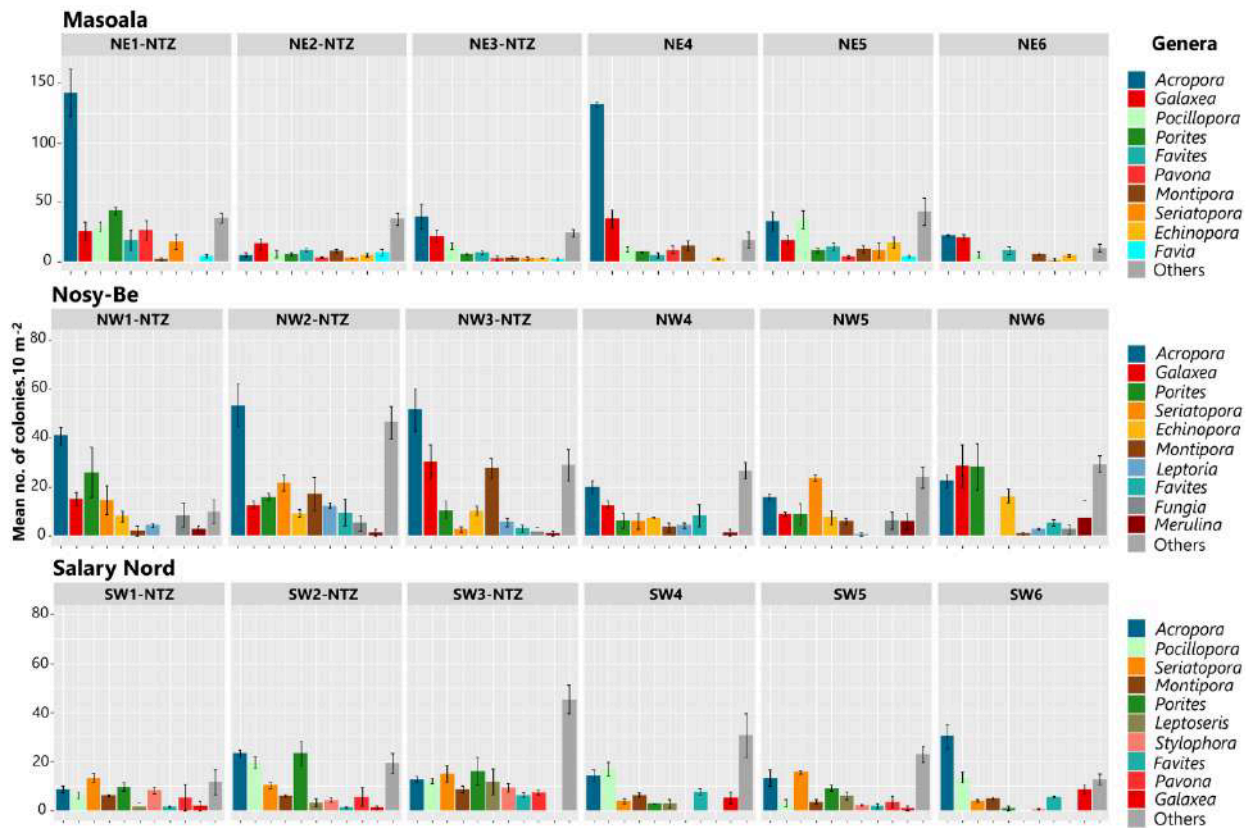 Masoala
NE1-NTZ NE2-NTZ NE3-NTZ NE4 NE5 NE6
Genera
150
100
50
0
Acropora
Galaxea
Pocillopora
Porites
Favites
Pavona
Montipora
Seriatopora
Echinopora
Favia
Others
Nosy-Be
NW1-NTZ NW2-NTZ NW3-NTZ NW4 NW5 NW6
Mean no. of colonies.10 m⁻²
80
60
40
20
0
Acropora
Galaxea
Porites
Seriatopora
Echinopora
Montipora
Leptoria
Favites
Fungia
Merulina
Others
Salary Nord
SW1-NTZ SW2-NTZ SW3-NTZ SW4 SW5 SW6
80
60
40
20
0
Acropora
Pocillopora
Seriatopora
Montipora
Porites
Leptoseris
Stylophora
Favites
Pavona
Galaxea
Others